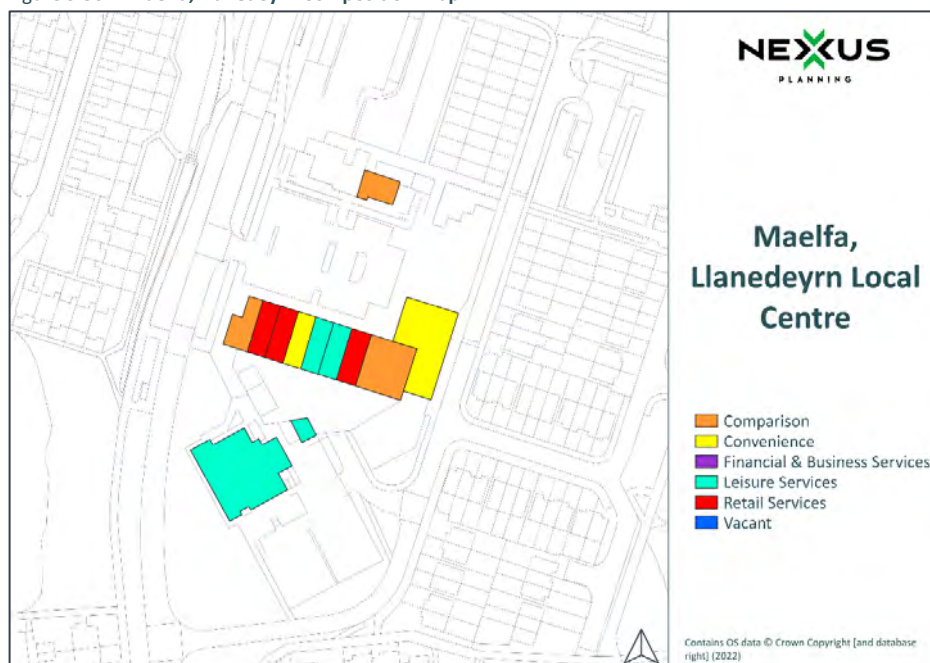 NEXUS
PLANNING
Maelfa,
Llanedeyrn Local
Centre
Comparison
Convenience
Financial & Business Services
Leisure Services
Retail Services
Vacant
Contains OS data © Crown Copyright [and database
right] (2022)